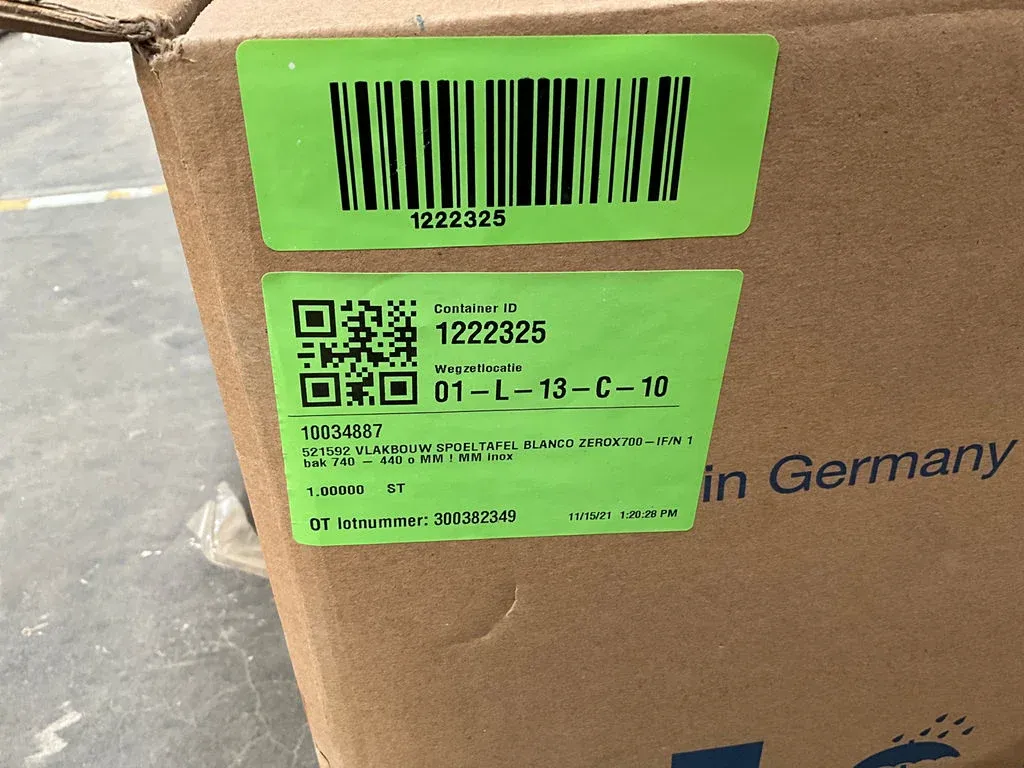 1222325
Container ID
1222325
Wegzetlocatie
01-L-13-C-10
10034887
521592 VLAKBOUW SPOELTAFEL BLANCO ZEROX700-IF/N 1
bak 740 - 440 o MM ! MM inox
1.00000 ST
OT lotnummer: 300382349
11/15/21 1:20:28 PM
in Germany